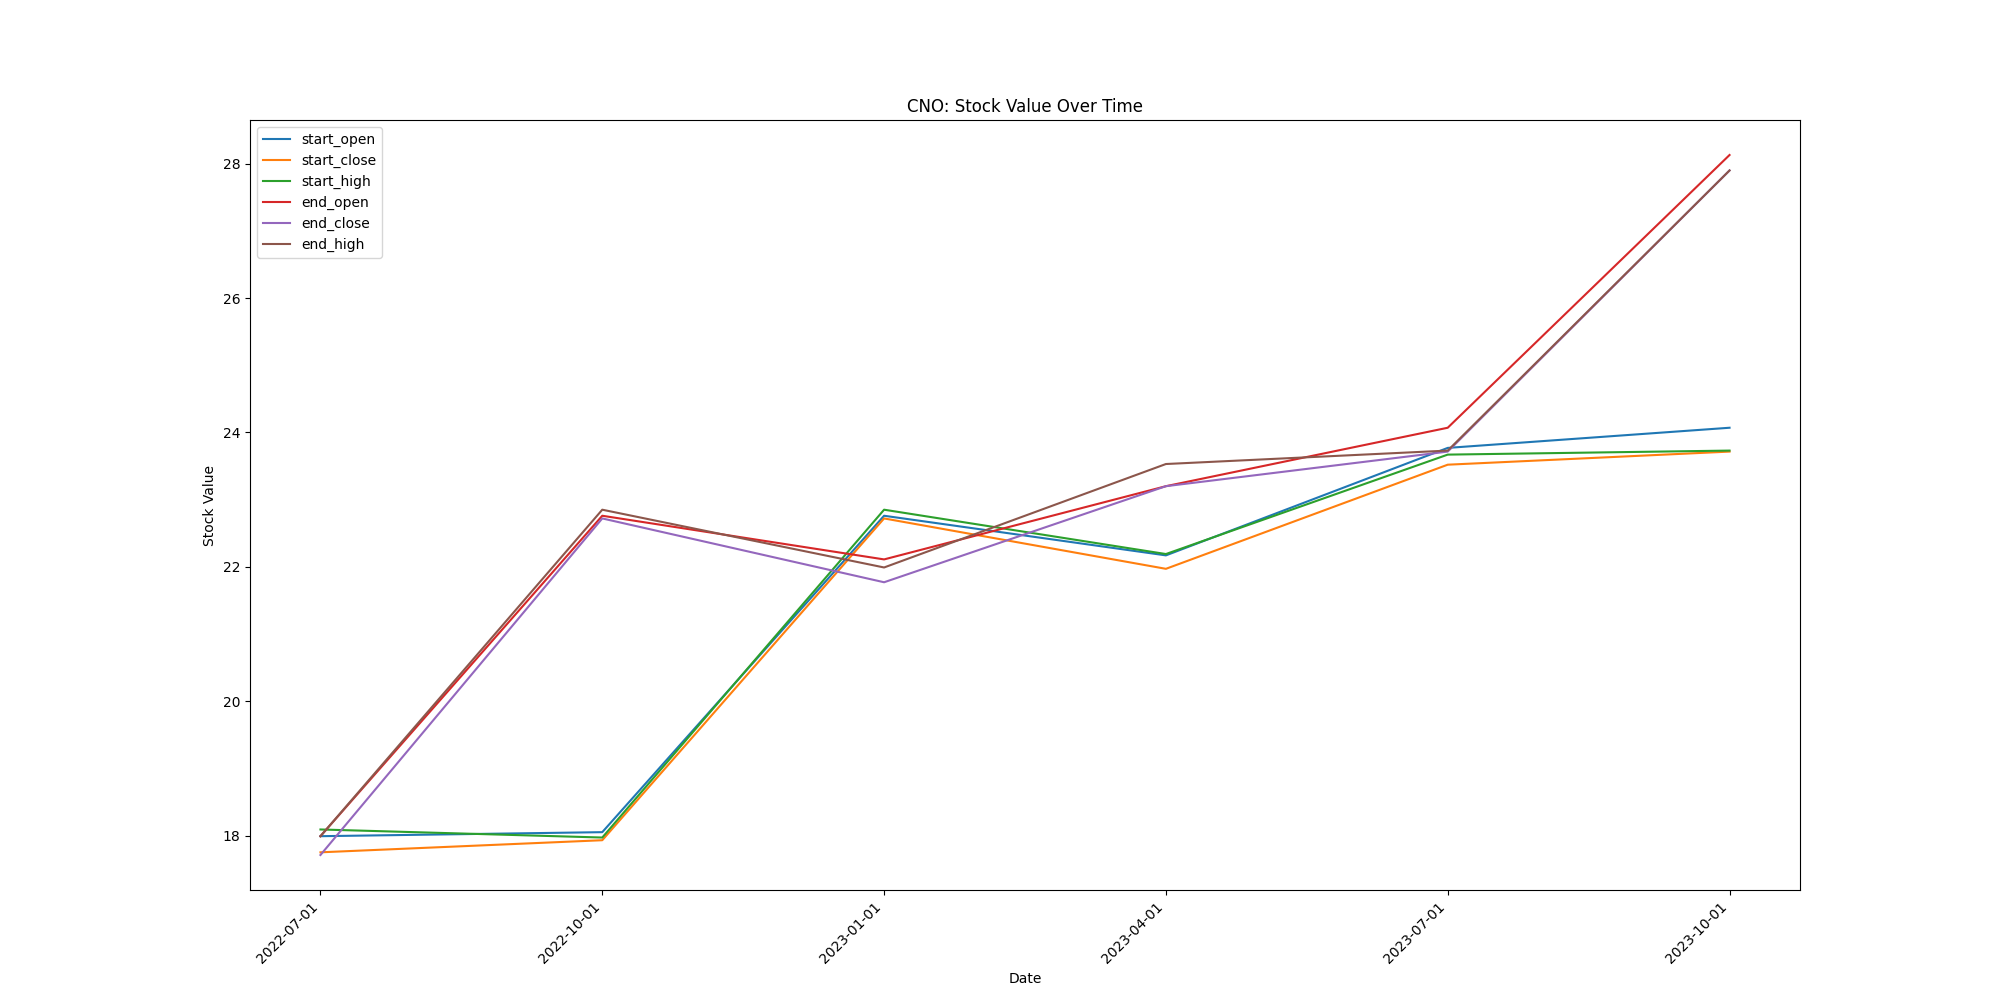 CNO: Stock Value Over Time
start_open
start_close
start_high
end_open
end_close
end_high
28
26
24
22
20
18
Stock Value
2022-07-01
2022-10-01
2023-01-01
2023-04-01
2023-07-01
2023-10-01
Date